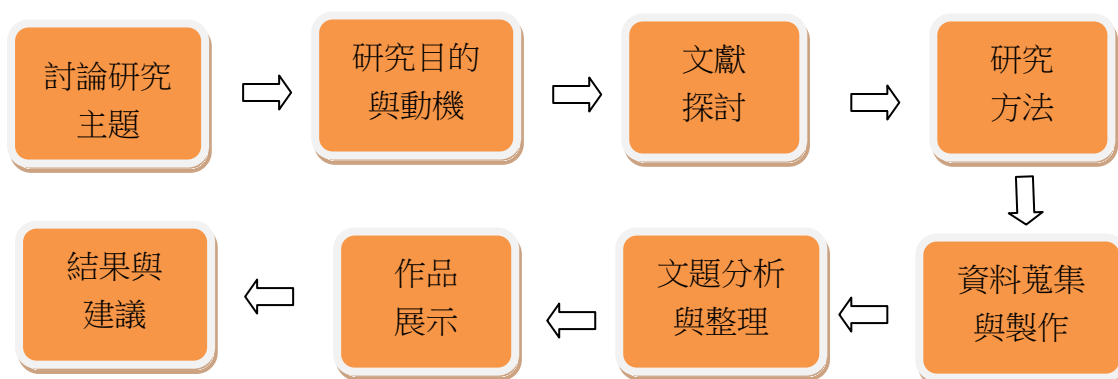 討論研究
主題
研究目的
與動機
文獻
探討
研究
方法
資料蒐集
與製作
文題分析
與整理
作品
展示
結果與
建議